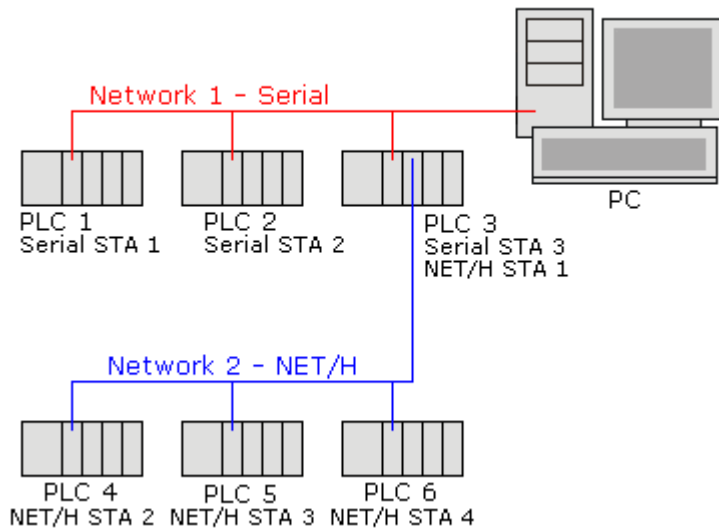 Network 1 - Serial
PLC 1
Serial STA 1
PLC 2
Serial STA 2
PLC 3
Serial STA 3
NET/H STA 1
PC
Network 2 - NET/H
PLC 4
NET/H STA 2
PLC 5
NET/H STA 3
PLC 6
NET/H STA 4